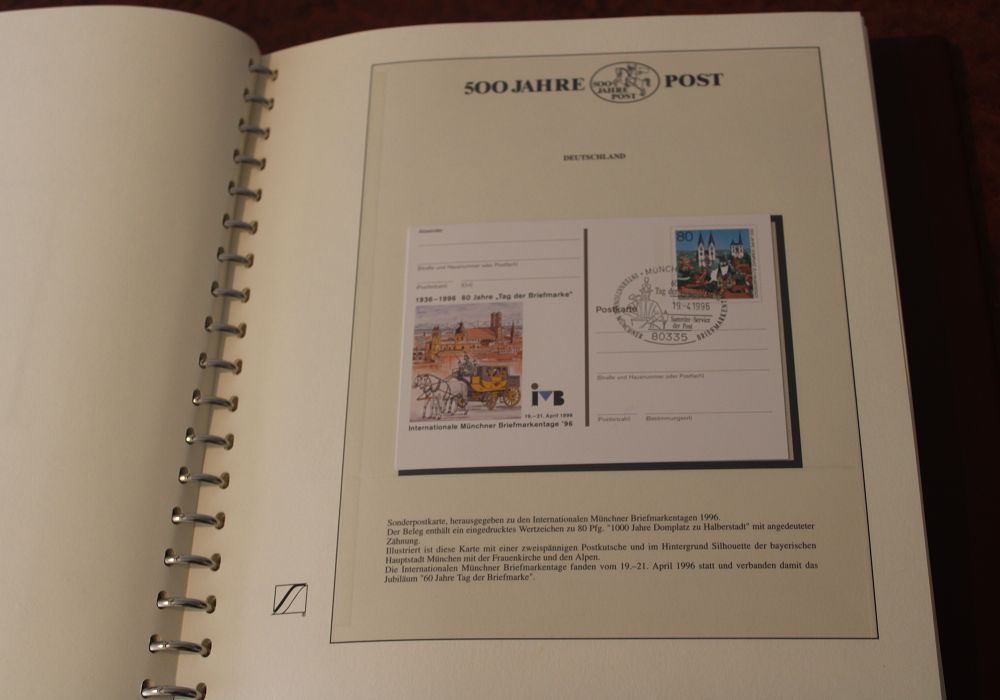 500 JAHRE POST
500
JAHRE
POST
DEUTSCHLAND
Absender
(Straße und Hausnummer oder Postfach)
(Postleitzahl) (Ort)
1936–1996 60 Jahre „Tag der Briefmarke"
ivB
19.–21. April 1996
Internationale Münchner Briefmarkentage '96
80
Postkarte
MÜNCHEN
Tag der
19.-4.1996
Sammler-Service
der Post
80335
MÜNCHNER BRIEFMARKENTAGE
(Straße und Hausnummer oder Postfach)
(Postleitzahl) (Bestimmungsort)
Sonderpostkarte, herausgegeben zu den Internationalen Münchner Briefmarkentagen 1996.
Der Beleg enthält ein eingedrucktes Wertzeichen zu 80 Pfg. "1000 Jahre Domplatz zu Halberstadt" mit angedeuteter
Zähnung.
Illustriert ist diese Karte mit einer zweispännigen Postkutsche und im Hintergrund Silhouette der bayerischen
Hauptstadt München mit der Frauenkirche und den Alpen.
Die Internationalen Münchner Briefmarkentage fanden vom 19.–21. April 1996 statt und verbanden damit das
Jubiläum "60 Jahre Tag der Briefmarke".